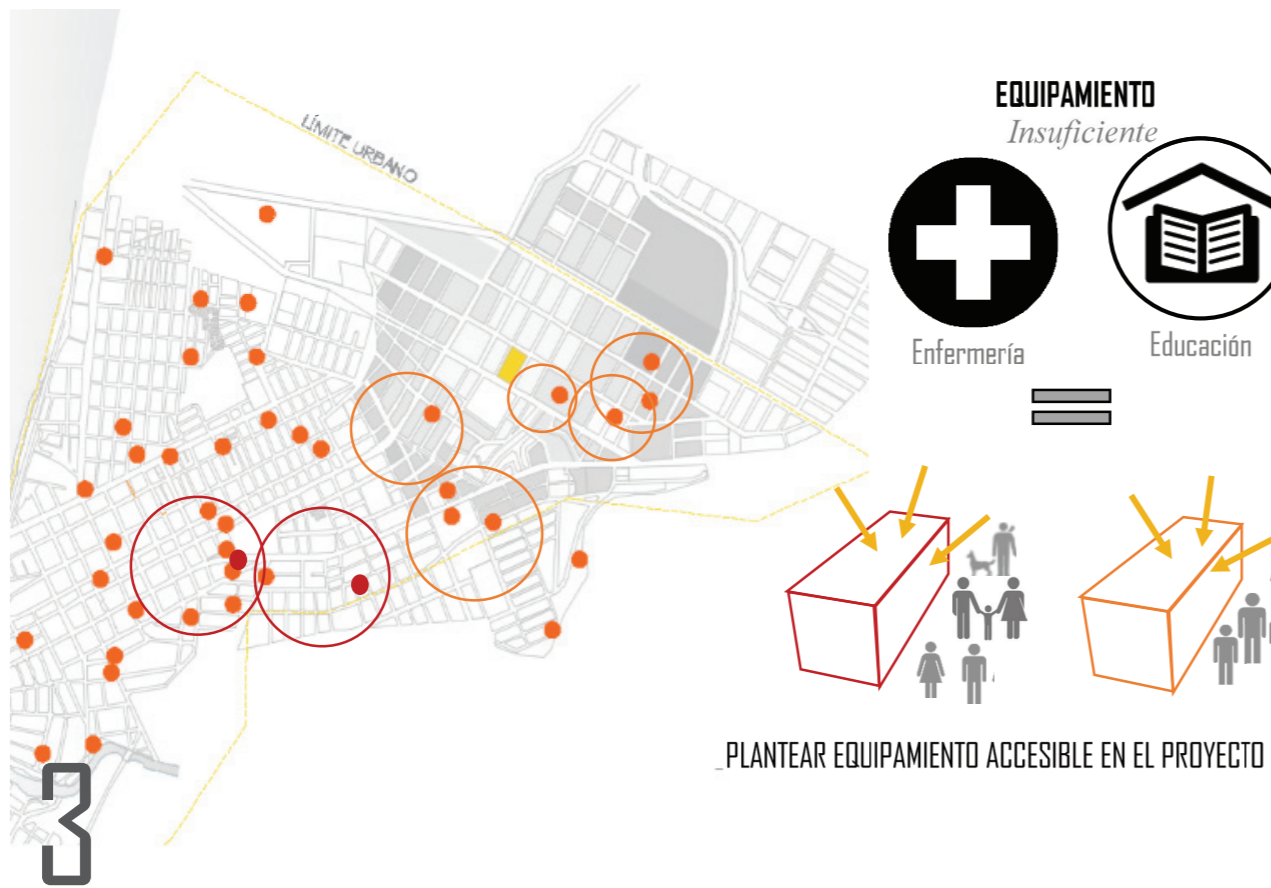 LÍMITE URBANO
EQUIPAMIENTO
Insuficiente
Enfermería
Educación
_PLANTEAR EQUIPAMIENTO ACCESIBLE EN EL PROYECTO
3